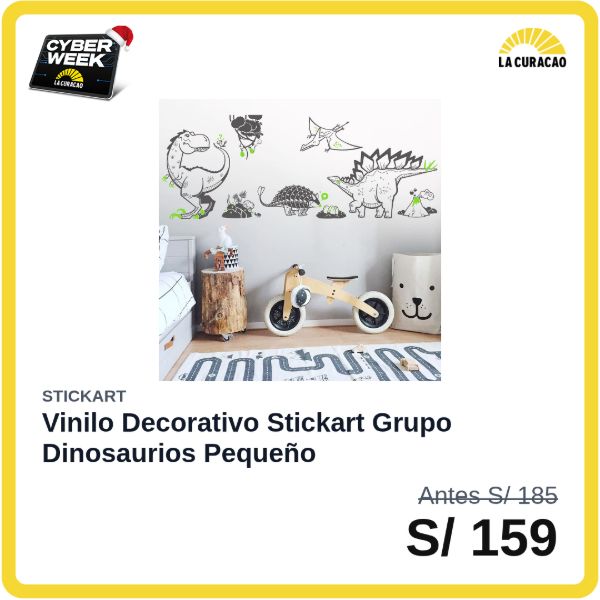 CYBER
WEEK
LA CURACAO
LA CURACAO
STICKART
Vinilo Decorativo Stickart Grupo
Dinosaurios Pequeño
Antes S/ 185
S/ 159